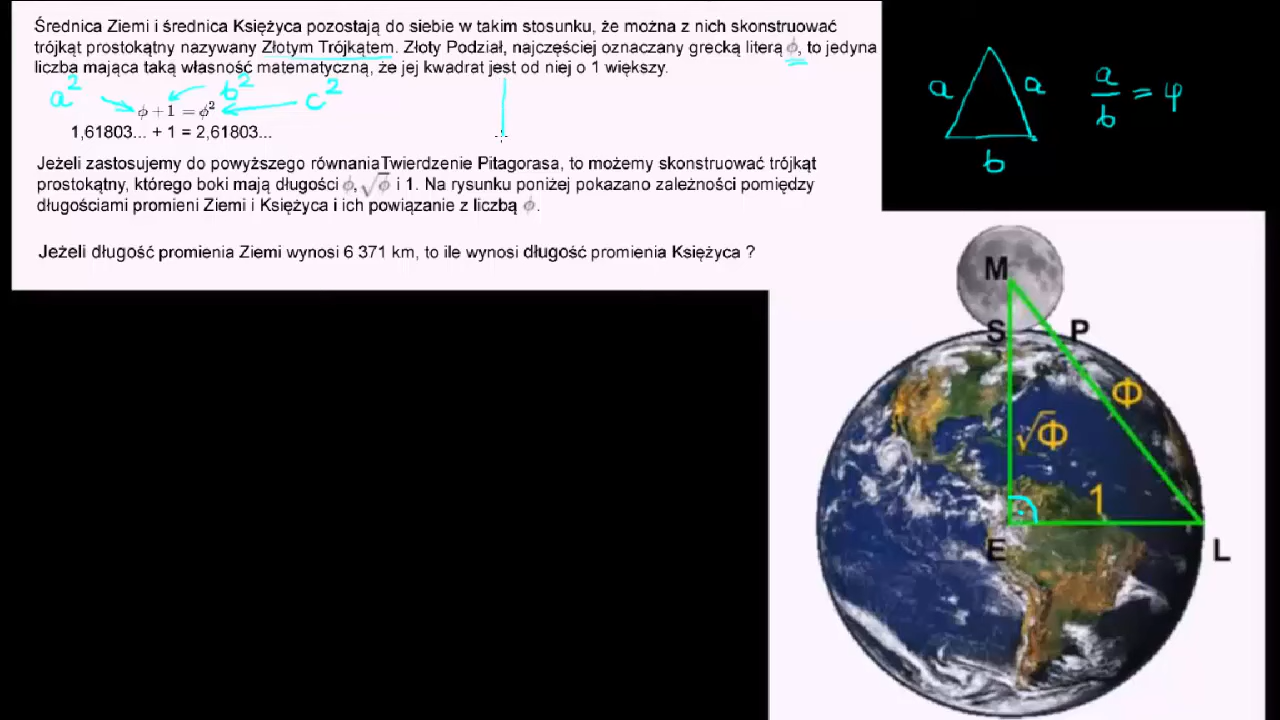 Średnica Ziemi i średnica Księżyca pozostają do siebie w takim stosunku, że można z nich skonstruować
trójkąt prostokątny nazywany Złotym Trójkątem. Złoty Podział, najczęściej oznaczany grecką literą ϕ, to jedyna
liczba mająca taką własność matematyczną, że jej kwadrat jest od niej o 1 większy.
a² b² c²
ϕ + 1 = ϕ²
1,61803... + 1 = 2,61803...
Jeżeli zastosujemy do powyższego równaniaTwierdzenie Pitagorasa, to możemy skonstruować trójkąt
prostokątny, którego boki mają długości ϕ, √ϕ i 1. Na rysunku poniżej pokazano zależności pomiędzy
długościami promieni Ziemi i Księżyca i ich powiązanie z liczbą ϕ.
Jeżeli długość promienia Ziemi wynosi 6 371 km, to ile wynosi długość promienia Księżyca ?
a a a/b = φ
b
M
S P
Φ
√Φ
1
E L